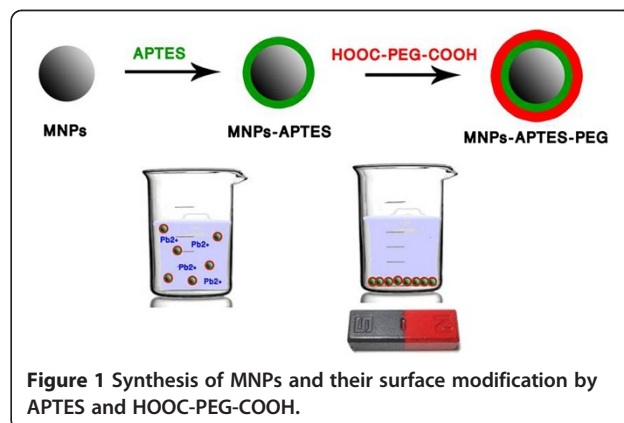 APTES
HOOC-PEG-COOH
MNPs
MNPs-APTES
MNPs-APTES-PEG
Pb2+
Pb2+
Pb2+
Pb2+
S
N
Figure 1 Synthesis of MNPs and their surface modification by
APTES and HOOC-PEG-COOH.